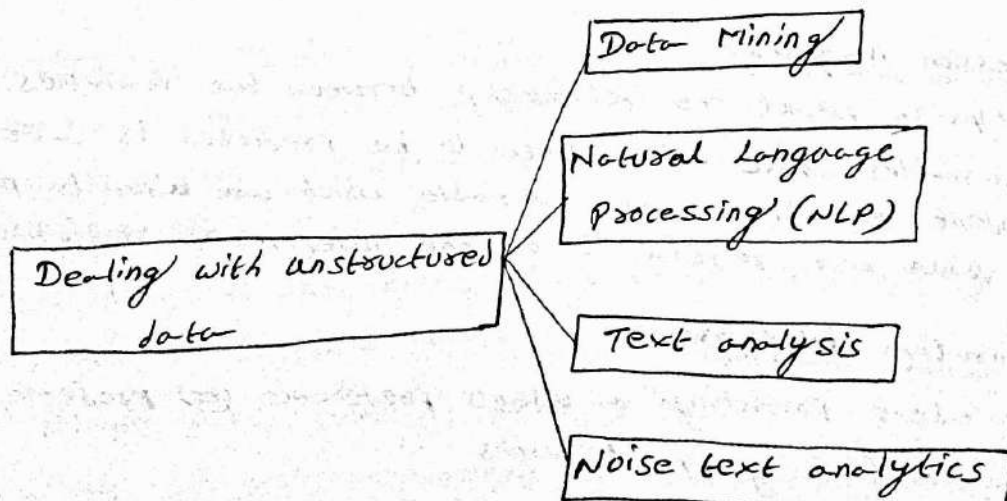 Data Mining
Natural Language
Processing (NLP)
Dealing with unstructured
data
Text analysis
Noise text analytics